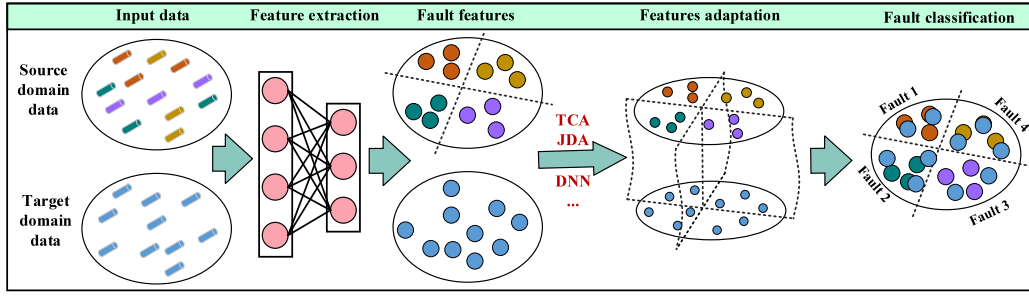 Input data
Feature extraction
Fault features
Features adaptation
Fault classification
Source
domain
data
Target
domain
data
TCA
JDA
DNN
...
Fault 1
Fault 4
Fault 2
Fault 3